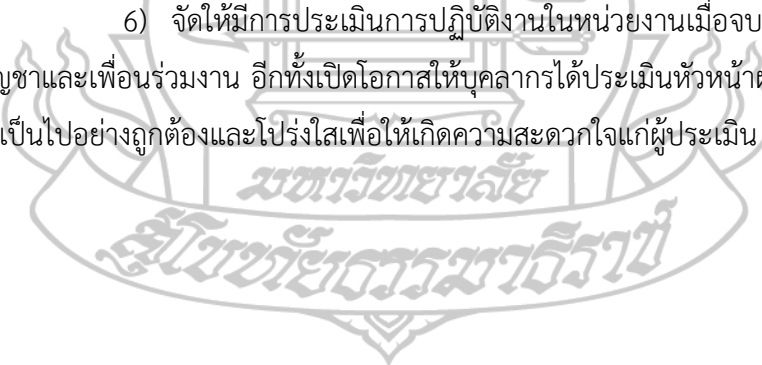 6) จัดให้มีการประเมินการปฏิบัติงานในหน่วยงานเมื่อจบ
ญชาและเพื่อนร่วมงาน อีกทั้งเปิดโอกาสให้บุคลากรได้ประเมินหัวหน้า
เป็นไปอย่างถูกต้องและโปร่งใสเพื่อให้เกิดความสะดวกใจแก่ผู้ประเมิน
มหาวิทยาลัย
สุโขทัยธรรมาธิราช